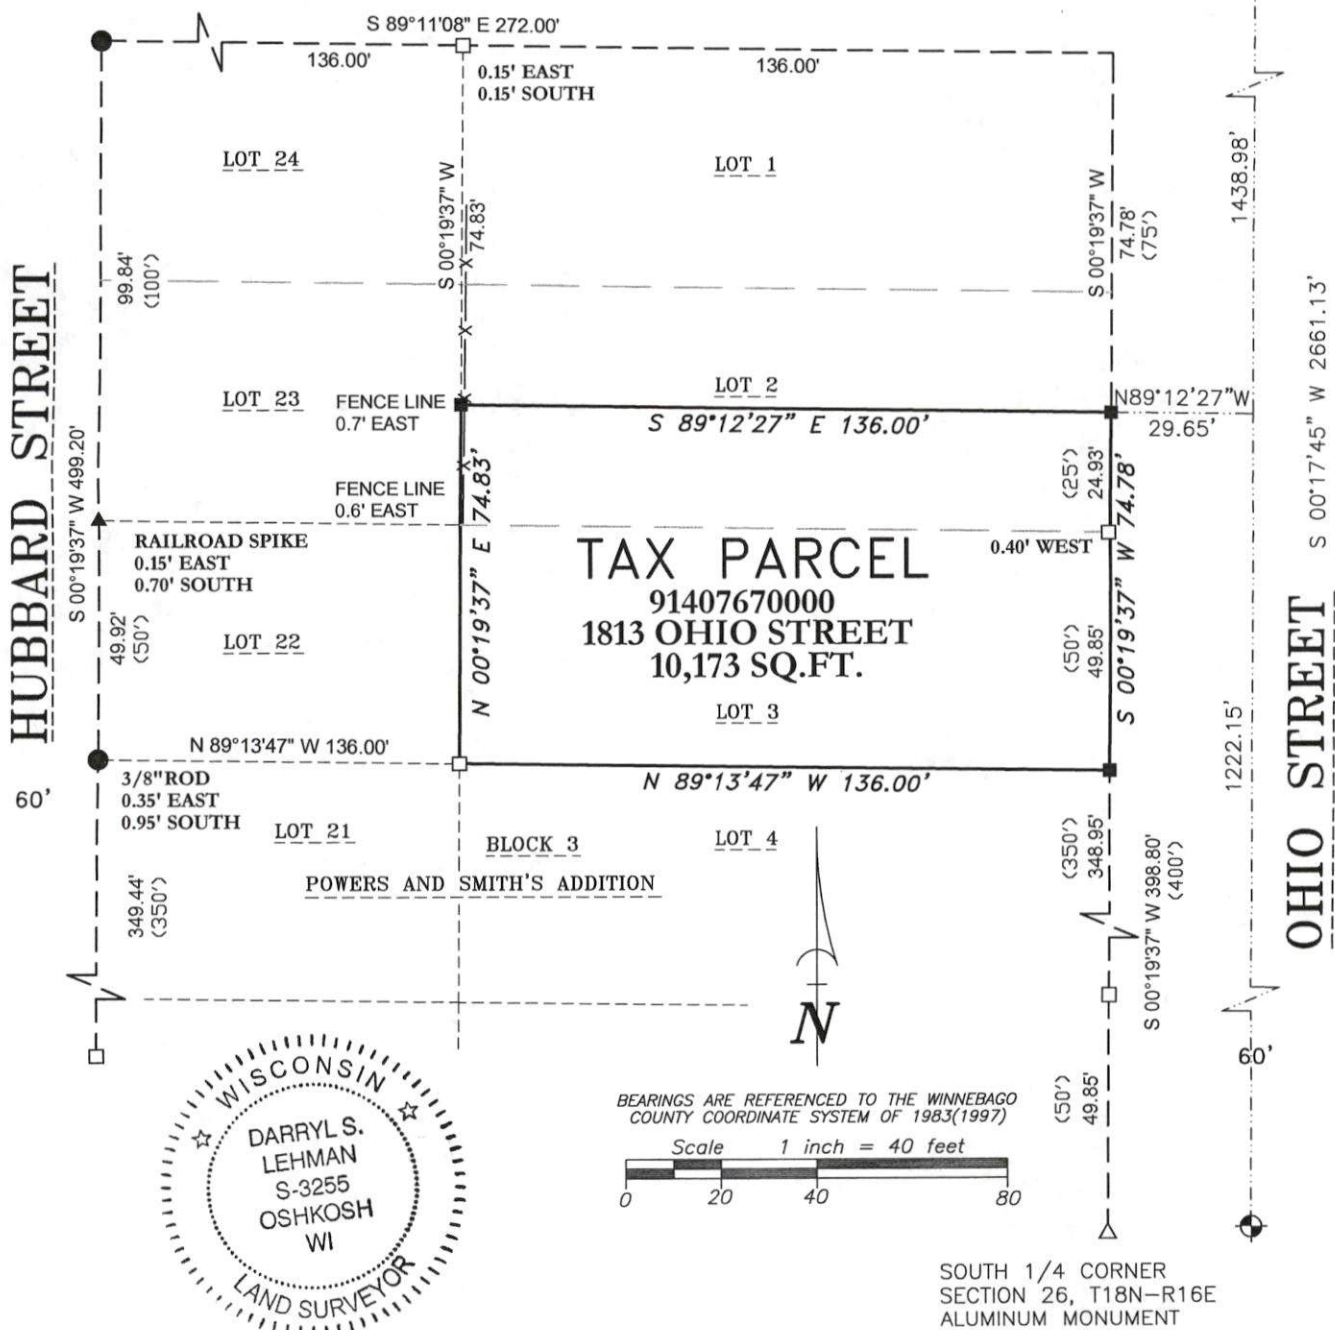 S 89°11'08" E 272.00'
136.00'
136.00'
0.15' EAST
0.15' SOUTH
LOT 24
LOT 1
S 00°19'37" W
74.83'
S 00°19'37" W
74.78'
(75')
1438.98'
99.84'
(100')
HUBBARD STREET
S 00°17'45" W 2661.13'
LOT 23
FENCE LINE
0.7' EAST
LOT 2
S 89°12'27" E 136.00'
N89°12'27"W
29.65'
S 00°19'37" W 499.20'
FENCE LINE
0.6' EAST
N 00°19'37" E 74.83'
(25')
24.93'
S 00°19'37" W 74.78'
RAILROAD SPIKE
0.15' EAST
0.70' SOUTH
TAX PARCEL
91407670000
1813 OHIO STREET
10,173 SQ.FT.
0.40' WEST
49.92'
(50')
LOT 22
(50')
49.85'
LOT 3
OHIO STREET
1222.15'
N 89°13'47" W 136.00'
N 89°13'47" W 136.00'
60'
3/8"ROD
0.35' EAST
0.95' SOUTH
LOT 21
BLOCK 3
LOT 4
(350')
348.95'
S 00°19'37" W 398.80'
(400')
POWERS AND SMITH'S ADDITION
349.44'
(350')
N
60'
(50')
49.85'
WISCONSIN
DARRYL S.
LEHMAN
S-3255
OSHKOSH
WI
LAND SURVEYOR
BEARINGS ARE REFERENCED TO THE WINNEBAGO
COUNTY COORDINATE SYSTEM OF 1983(1997)
Scale 1 inch = 40 feet
0 20 40 80
SOUTH 1/4 CORNER
SECTION 26, T18N-R16E
ALUMINUM MONUMENT